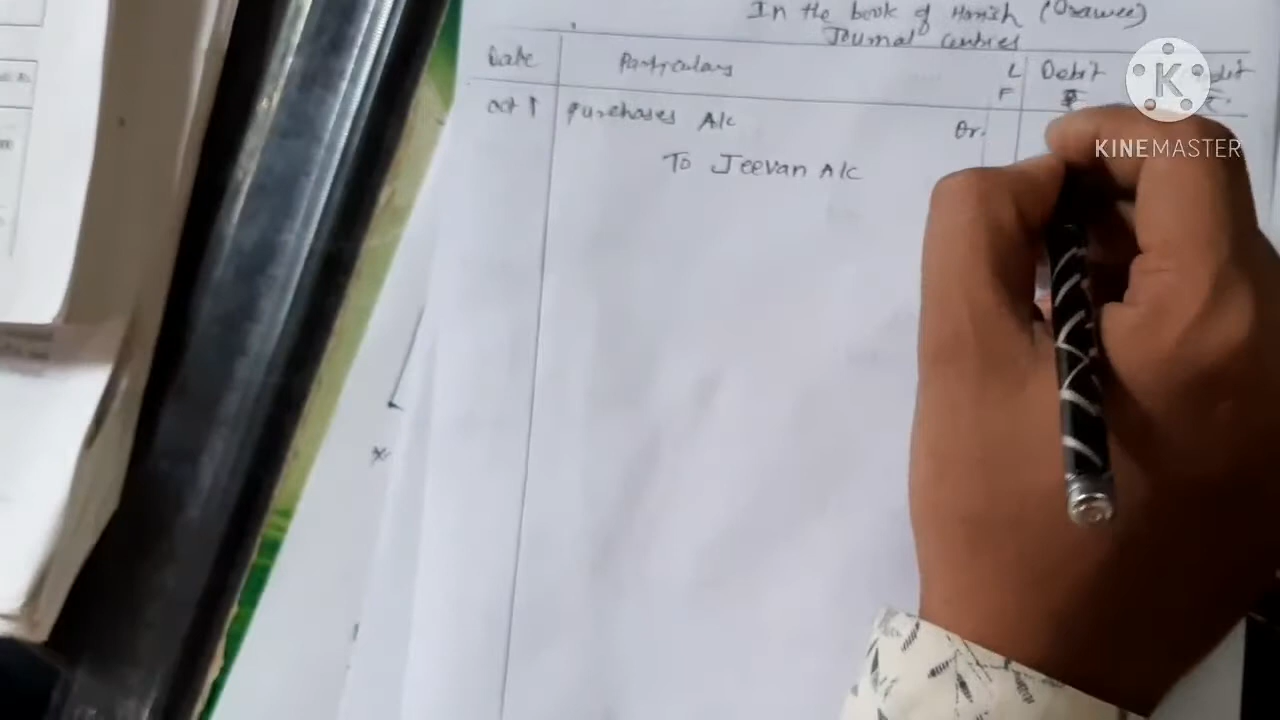 In the book of Harish (Drawee)
Journal entries
Date Particulars L F Debit ₹
Oct 1 Purchases A/c Dr.
To Jeevan A/c
K
KINEMASTER